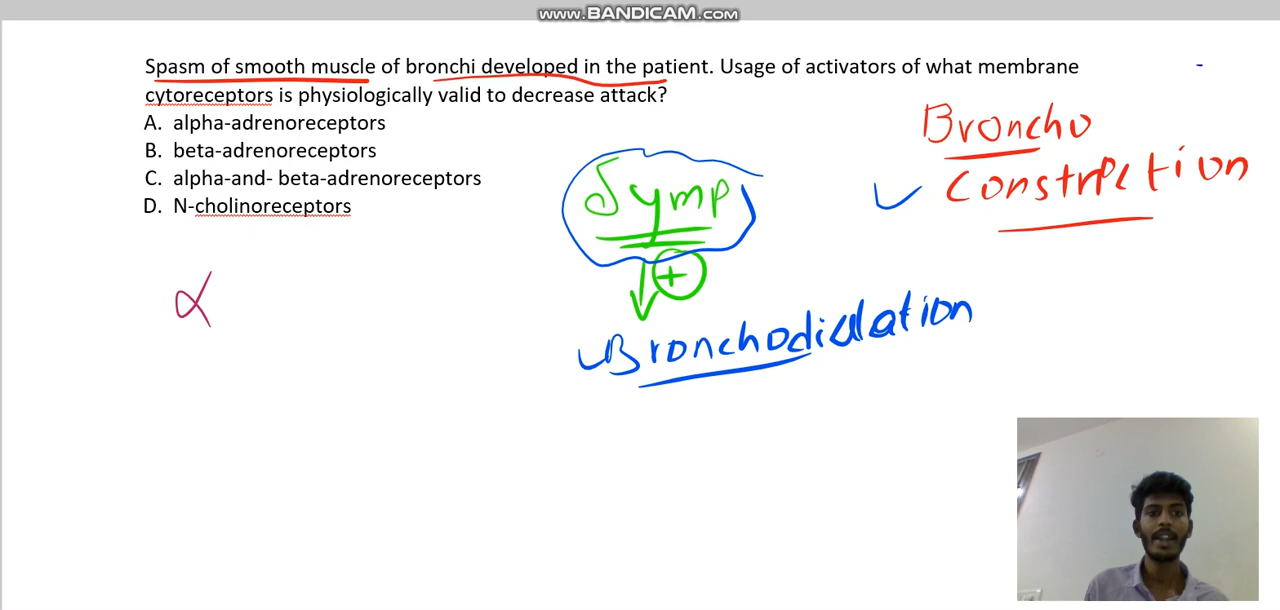 www.BANDICAM.com
Spasm of smooth muscle of bronchi developed in the patient. Usage of activators of what membrane
cytoreceptors is physiologically valid to decrease attack?
A. alpha-adrenoreceptors
B. beta-adrenoreceptors
C. alpha-and- beta-adrenoreceptors
D. N-cholinoreceptors
Broncho
Constriction
Symp
+
Bronchodialation
α